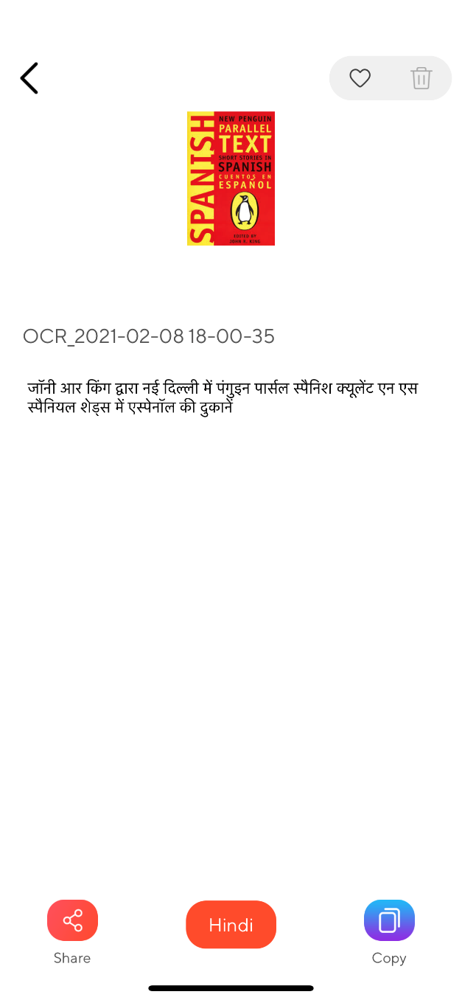 SPANISH
NEW PENGUIN
PARALLEL
TEXT
SHORT STORIES IN
SPANISH
CUENTOS EN
ESPAÑOL
EDITED BY
JOHN R. KING
OCR_2021-02-08 18-00-35
जॉनी आर किंग द्वारा नई दिल्ली में पंगुइन पार्सल स्पैनिश क्यूलेंट एन एस
स्पैनियल शेड्स में एस्पेनॉल की दुकानें
Hindi
Share
Copy